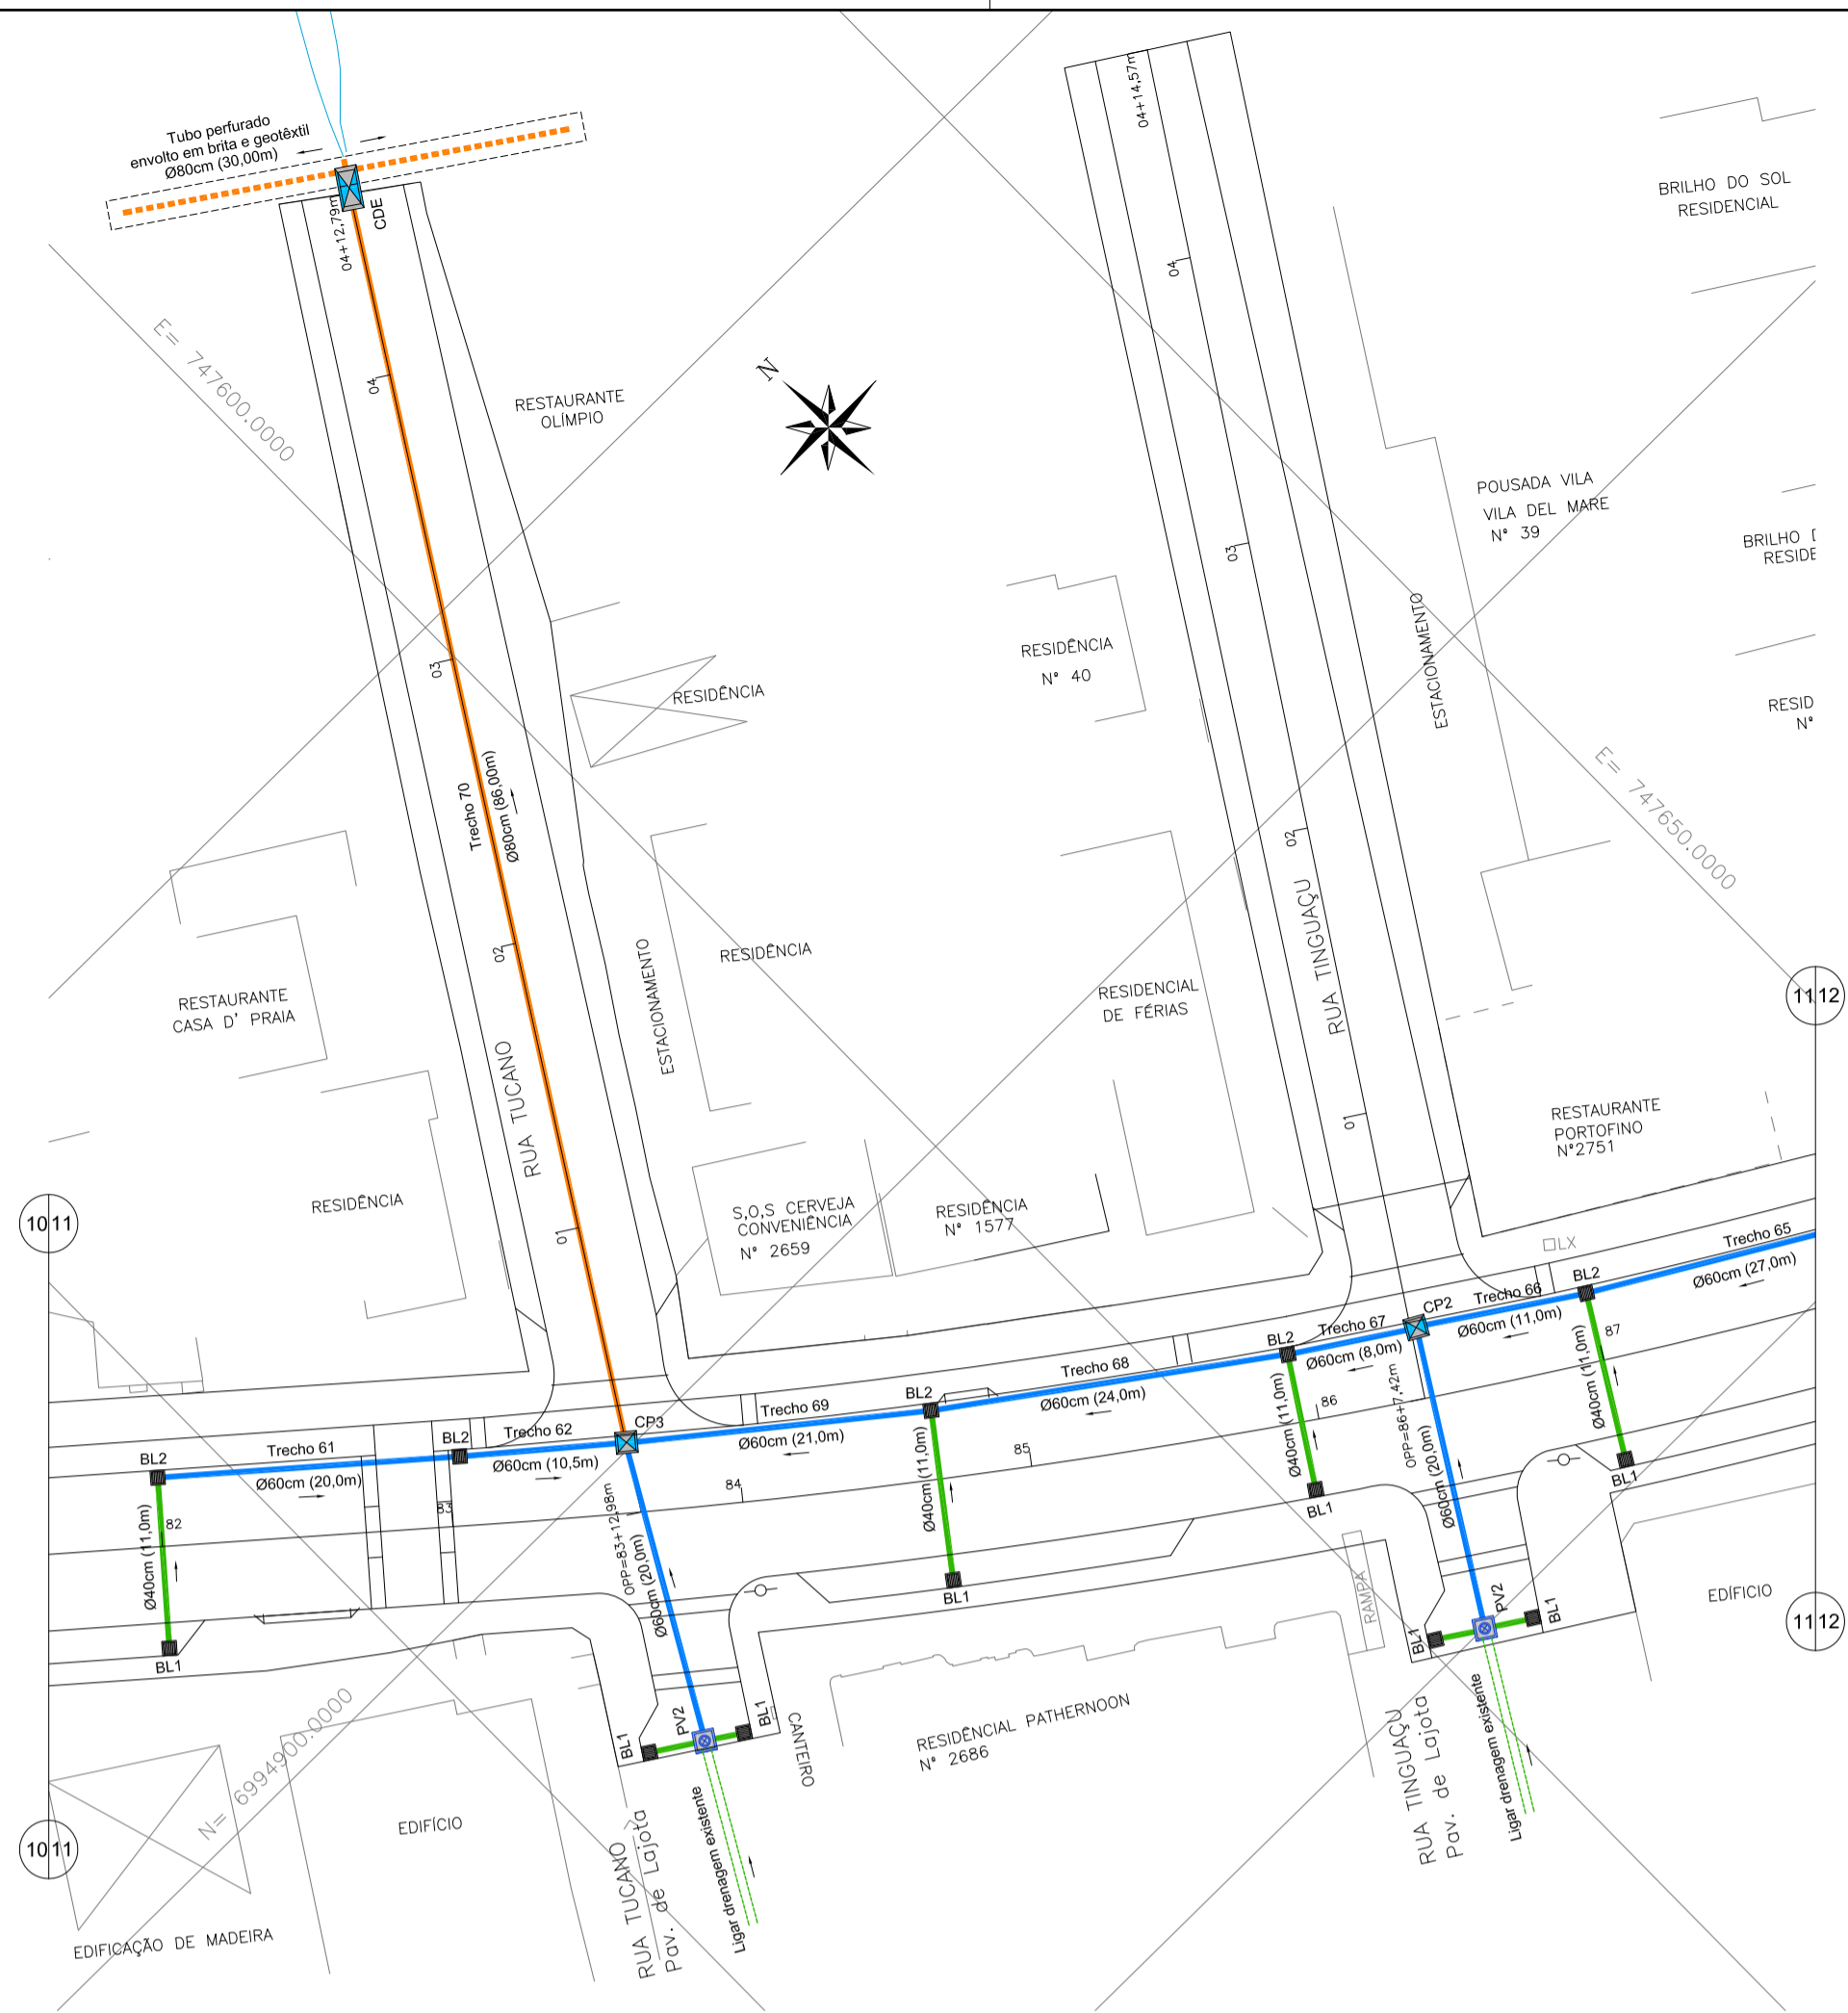 Tubo perfurado
envolto em brita e geotêxtil
Ø80cm (30,00m)
04+12,79m
CDE
04+14,57m
BRILHO DO SOL
RESIDENCIAL
E= 747600.0000
04
04
N
RESTAURANTE
OLÍMPIO
POUSADA VILA
VILA DEL MARE
N° 39
BRILHO D
RESIDE
03
03
RESIDÊNCIA
N° 40
RESIDÊNCIA
ESTACIONAMENTO
RESID
N°
Trecho 70
Ø80cm (86,00m)
E= 747650.0000
02
02
RUA TINGUAÇU
RESTAURANTE
CASA D' PRAIA
RESIDÊNCIA
ESTACIONAMENTO
RESIDENCIAL
DE FÉRIAS
11 12
RUA TUCANO
01
01
RESTAURANTE
PORTOFINO
N°2751
RESIDÊNCIA
S,O,S CERVEJA
CONVENIÊNCIA
N° 2659
RESIDÊNCIA
N° 1577
10 11
LX
Trecho 65
Ø60cm (27,0m)
BL2
Trecho 66
Ø60cm (11,0m)
CP2
Trecho 67
Ø60cm (8,0m)
BL2
Trecho 68
Ø60cm (24,0m)
BL2
Trecho 69
Ø60cm (21,0m)
CP3
Trecho 62
Ø60cm (10,5m)
BL2
Trecho 61
Ø60cm (20,0m)
BL2
87
86
85
84
83
82
Ø40cm (11,0m)
Ø40cm (11,0m)
Ø40cm (11,0m)
Ø40cm (11,0m)
OPP=83+12,98m
Ø60cm (20,0m)
OPP=86+7,42m
Ø60cm (20,0m)
BL1
BL1
BL1
BL1
RAMPA
EDÍFICIO
11 12
BL1
PV2
BL1
BL1
PV2
BL1
CANTEIRO
RESIDÊNCIAL PATHERNOON
N° 2686
N= 6994900.0000
EDIFÍCIO
10 11
EDIFICAÇÃO DE MADEIRA
RUA TUCANO
Pav. de Lajota
Ligar drenagem existente
RUA TINGUAÇU
Pav. de Lajota
Ligar drenagem existente